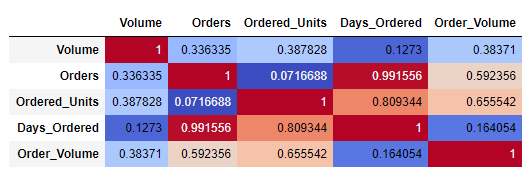 Volume Orders Ordered_Units Days_Ordered Order_Volume
Volume 1 0.336335 0.387828 0.1273 0.38371
Orders 0.336335 1 0.0716688 0.991556 0.592356
Ordered_Units 0.387828 0.0716688 1 0.809344 0.655542
Days_Ordered 0.1273 0.991556 0.809344 1 0.164054
Order_Volume 0.38371 0.592356 0.655542 0.164054 1